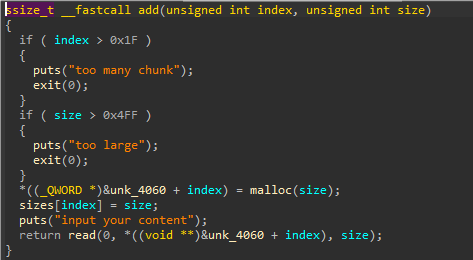 ssize_t __fastcall add(unsigned int index, unsigned int size)
{
  if ( index > 0x1F )
  {
    puts("too many chunk");
    exit(0);
  }
  if ( size > 0x4FF )
  {
    puts("too large");
    exit(0);
  }
  *((_QWORD *)&unk_4060 + index) = malloc(size);
  sizes[index] = size;
  puts("input your content");
  return read(0, *((void **)&unk_4060 + index), size);
}